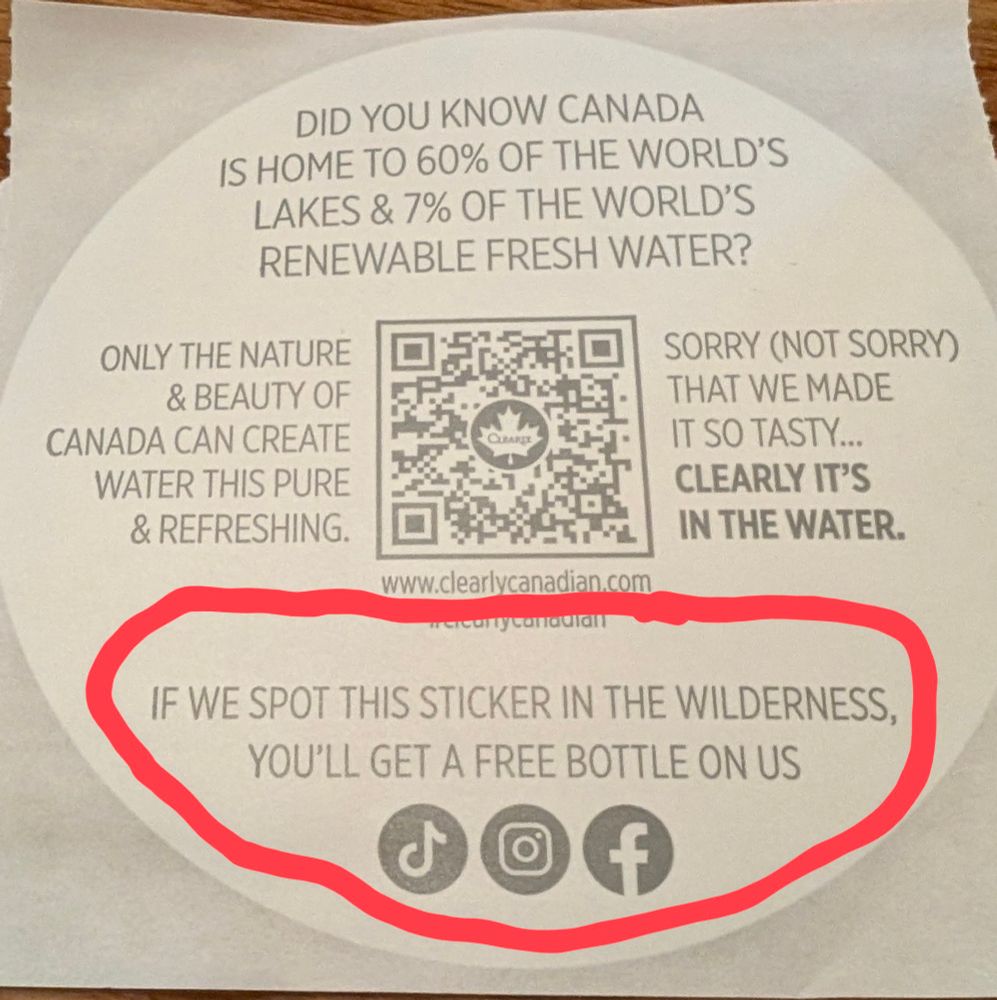 DID YOU KNOW CANADA
IS HOME TO 60% OF THE WORLD'S
LAKES & 7% OF THE WORLD'S
RENEWABLE FRESH WATER?
ONLY THE NATURE
& BEAUTY OF
CANADA CAN CREATE
WATER THIS PURE
& REFRESHING.
SORRY (NOT SORRY)
THAT WE MADE
IT SO TASTY...
CLEARLY IT'S
IN THE WATER.
www.clearlycanadian.com
#clearlycanadian
IF WE SPOT THIS STICKER IN THE WILDERNESS,
YOU'LL GET A FREE BOTTLE ON US